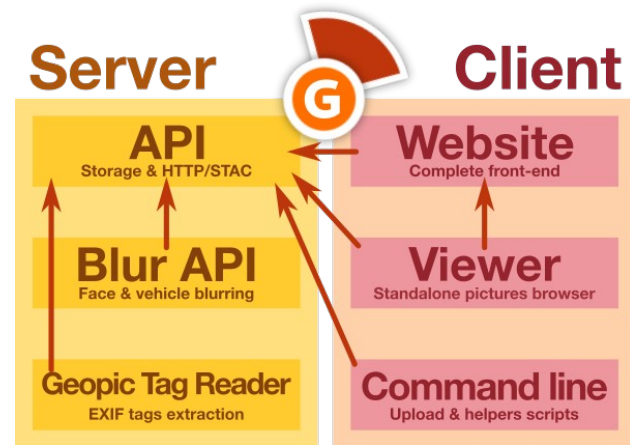 Server
Client
G
API
Storage & HTTP/STAC
Website
Complete front-end
Blur API
Face & vehicle blurring
Viewer
Standalone pictures browser
Geopic Tag Reader
EXIF tags extraction
Command line
Upload & helpers scripts